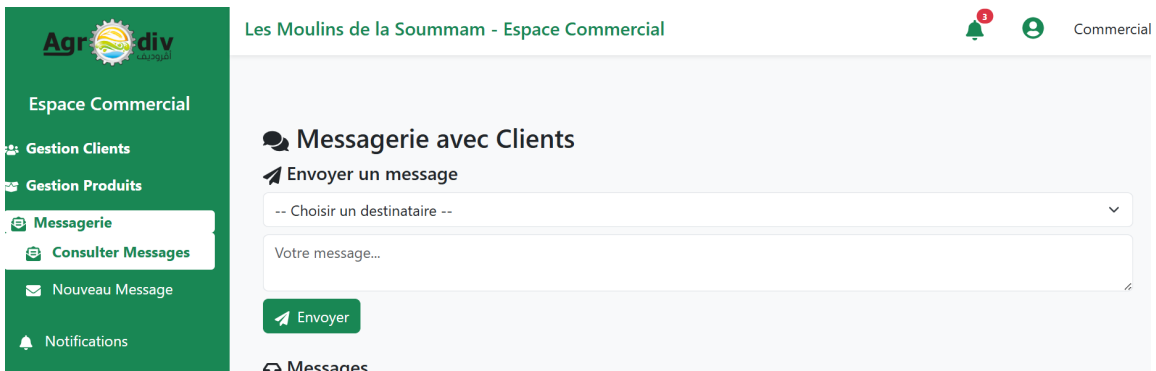 Agrodiv
أقروديف
Espace Commercial
Gestion Clients
Gestion Produits
Messagerie
Consulter Messages
Nouveau Message
Notifications
Les Moulins de la Soummam - Espace Commercial
3
Commercial
Messagerie avec Clients
Envoyer un message
-- Choisir un destinataire --
Votre message...
Envoyer
Messages